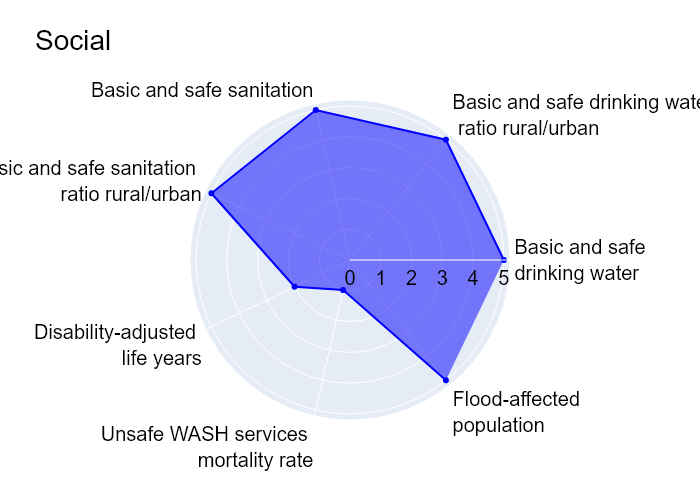 Social
Basic and safe sanitation
Basic and safe drinking
ratio rural/urban
and safe sanitation
ratio rural/urban
Basic and safe
drinking water
0 1 2 3 4 5
Disability-adjusted
life years
Flood-affected
population
Unsafe WASH services
mortality rate